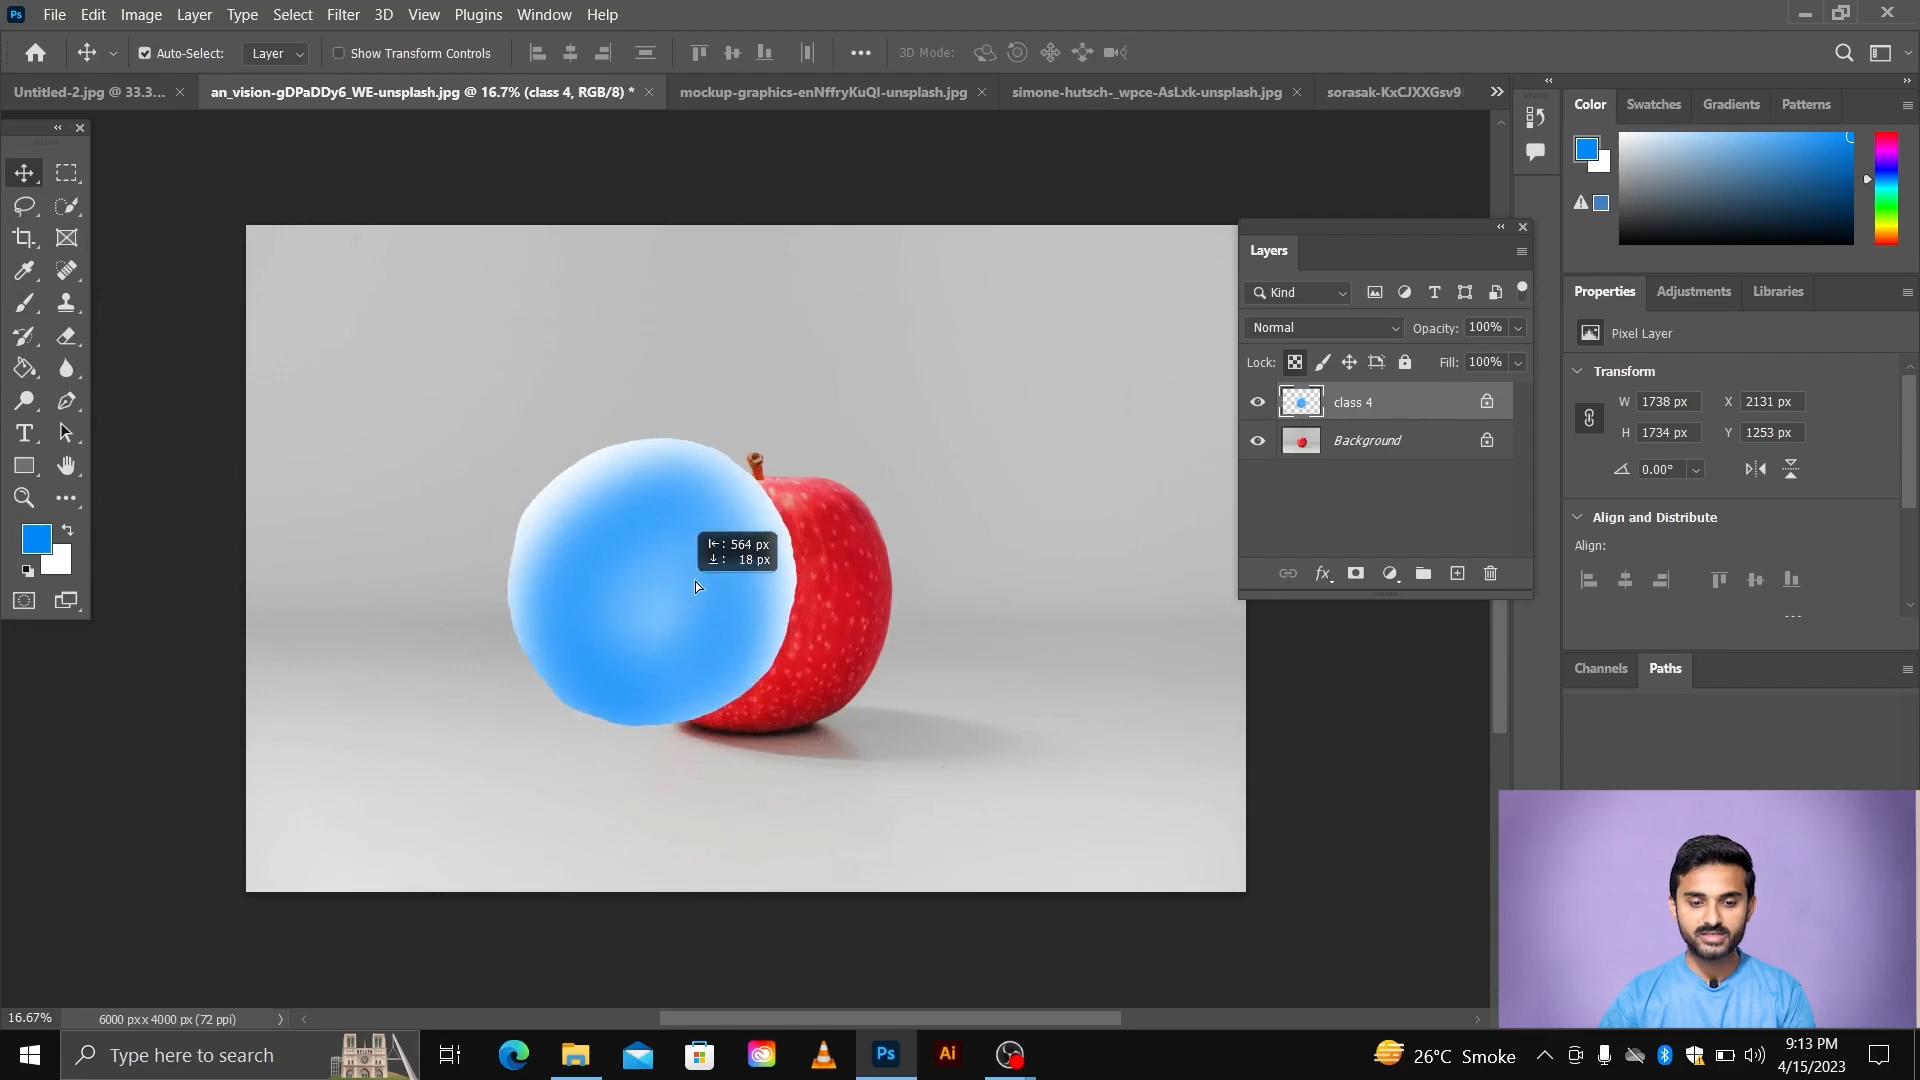 Ps File Edit Image Layer Type Select Filter 3D View Plugins Window Help
Auto-Select: Layer Show Transform Controls 3D Mode:
Untitled-2.jpg @ 33.3... an_vision-gDPaDDy6_WE-unsplash.jpg @ 16.7% (class 4, RGB/8) * mockup-graphics-enNffryKuQI-unsplash.jpg simone-hutsch-_wpce-AsLxk-unsplash.jpg sorasak-KxCJXXGsv9
Color Swatches Gradients Patterns
Layers
Kind
Normal Opacity: 100%
Lock: Fill: 100%
class 4
Background
fx
Properties Adjustments Libraries
Pixel Layer
Transform
W 1738 px X 2131 px
H 1734 px Y 1253 px
0.00°
Align and Distribute
Align:
Channels Paths
564 px
18 px
16.67% 6000 px x 4000 px (72 ppi)
Type here to search
Ps Ai
26°C Smoke
9:13 PM
4/15/2023